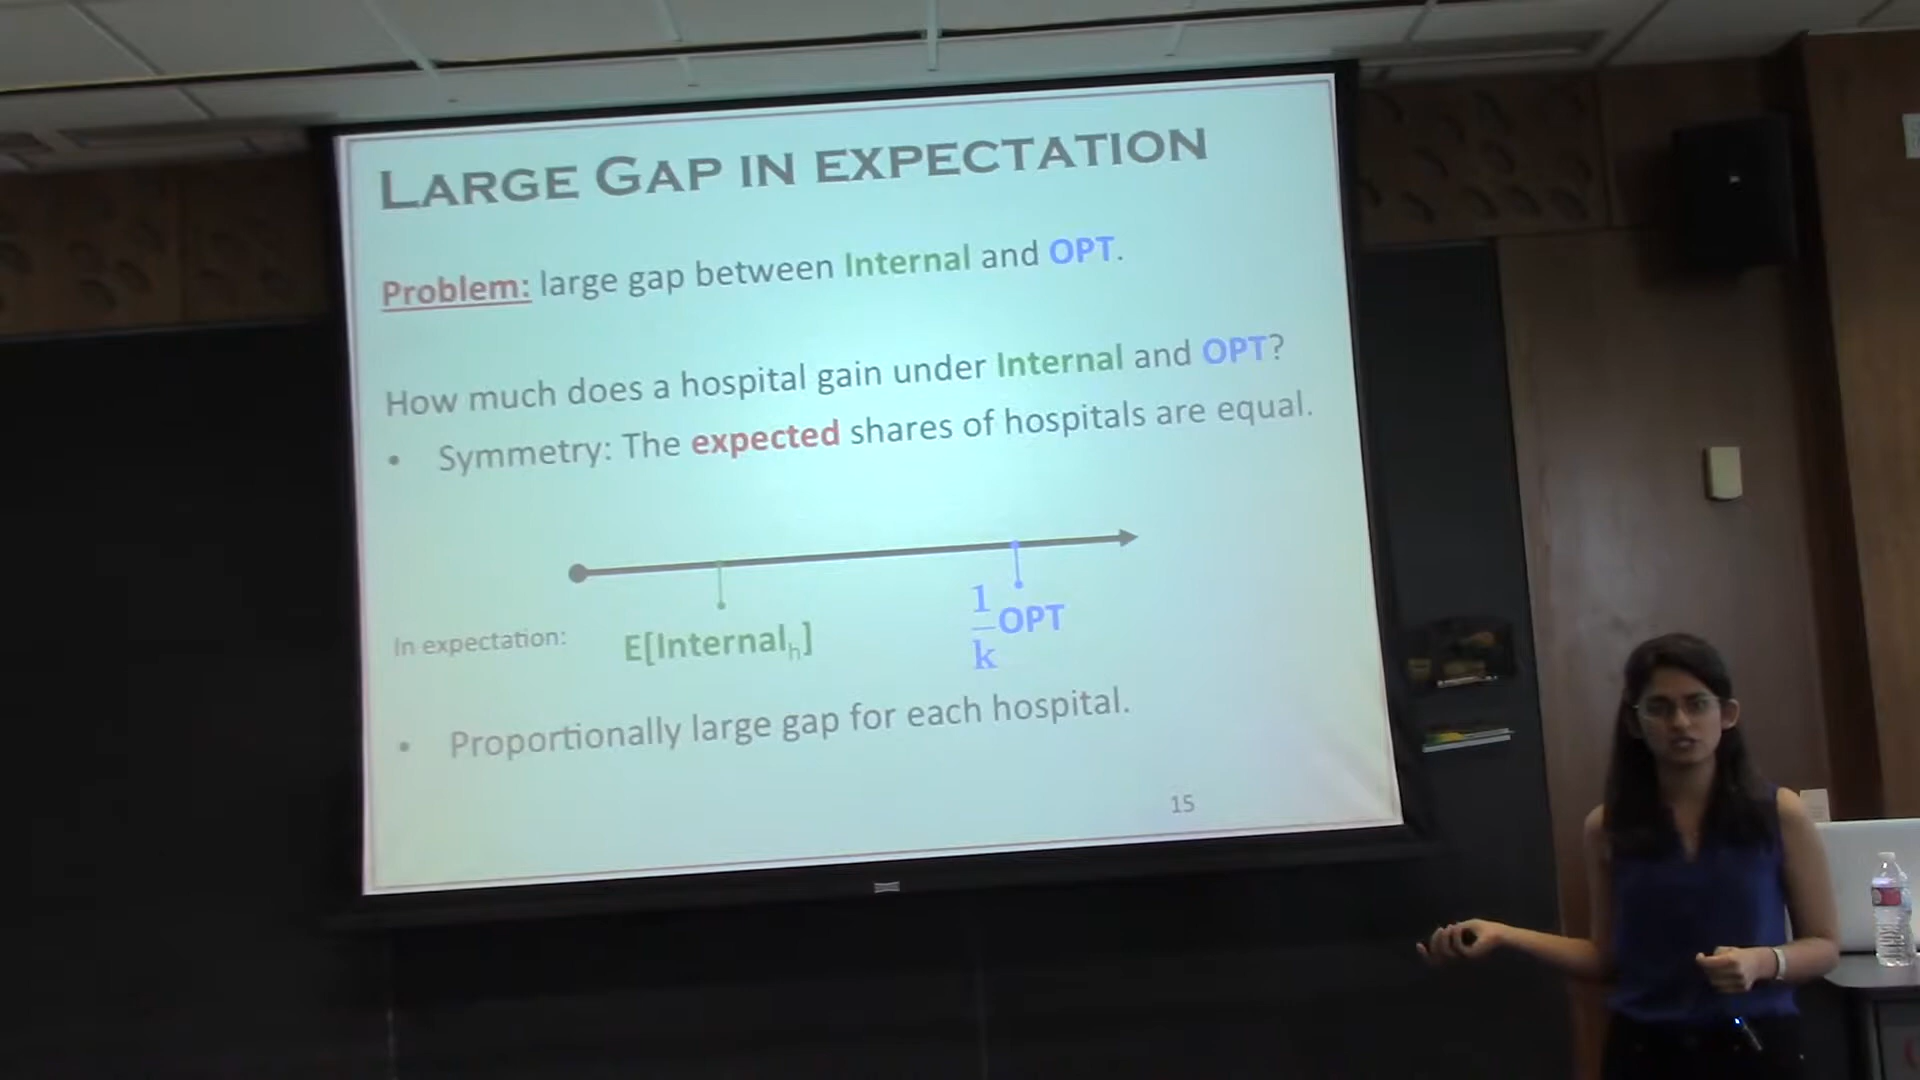 LARGE GAP IN EXPECTATION
Problem: large gap between Internal and OPT.
How much does a hospital gain under Internal and OPT?
• Symmetry: The expected shares of hospitals are equal.
In expectation:
E[Internalₕ]
1
k
OPT
• Proportionally large gap for each hospital.
15